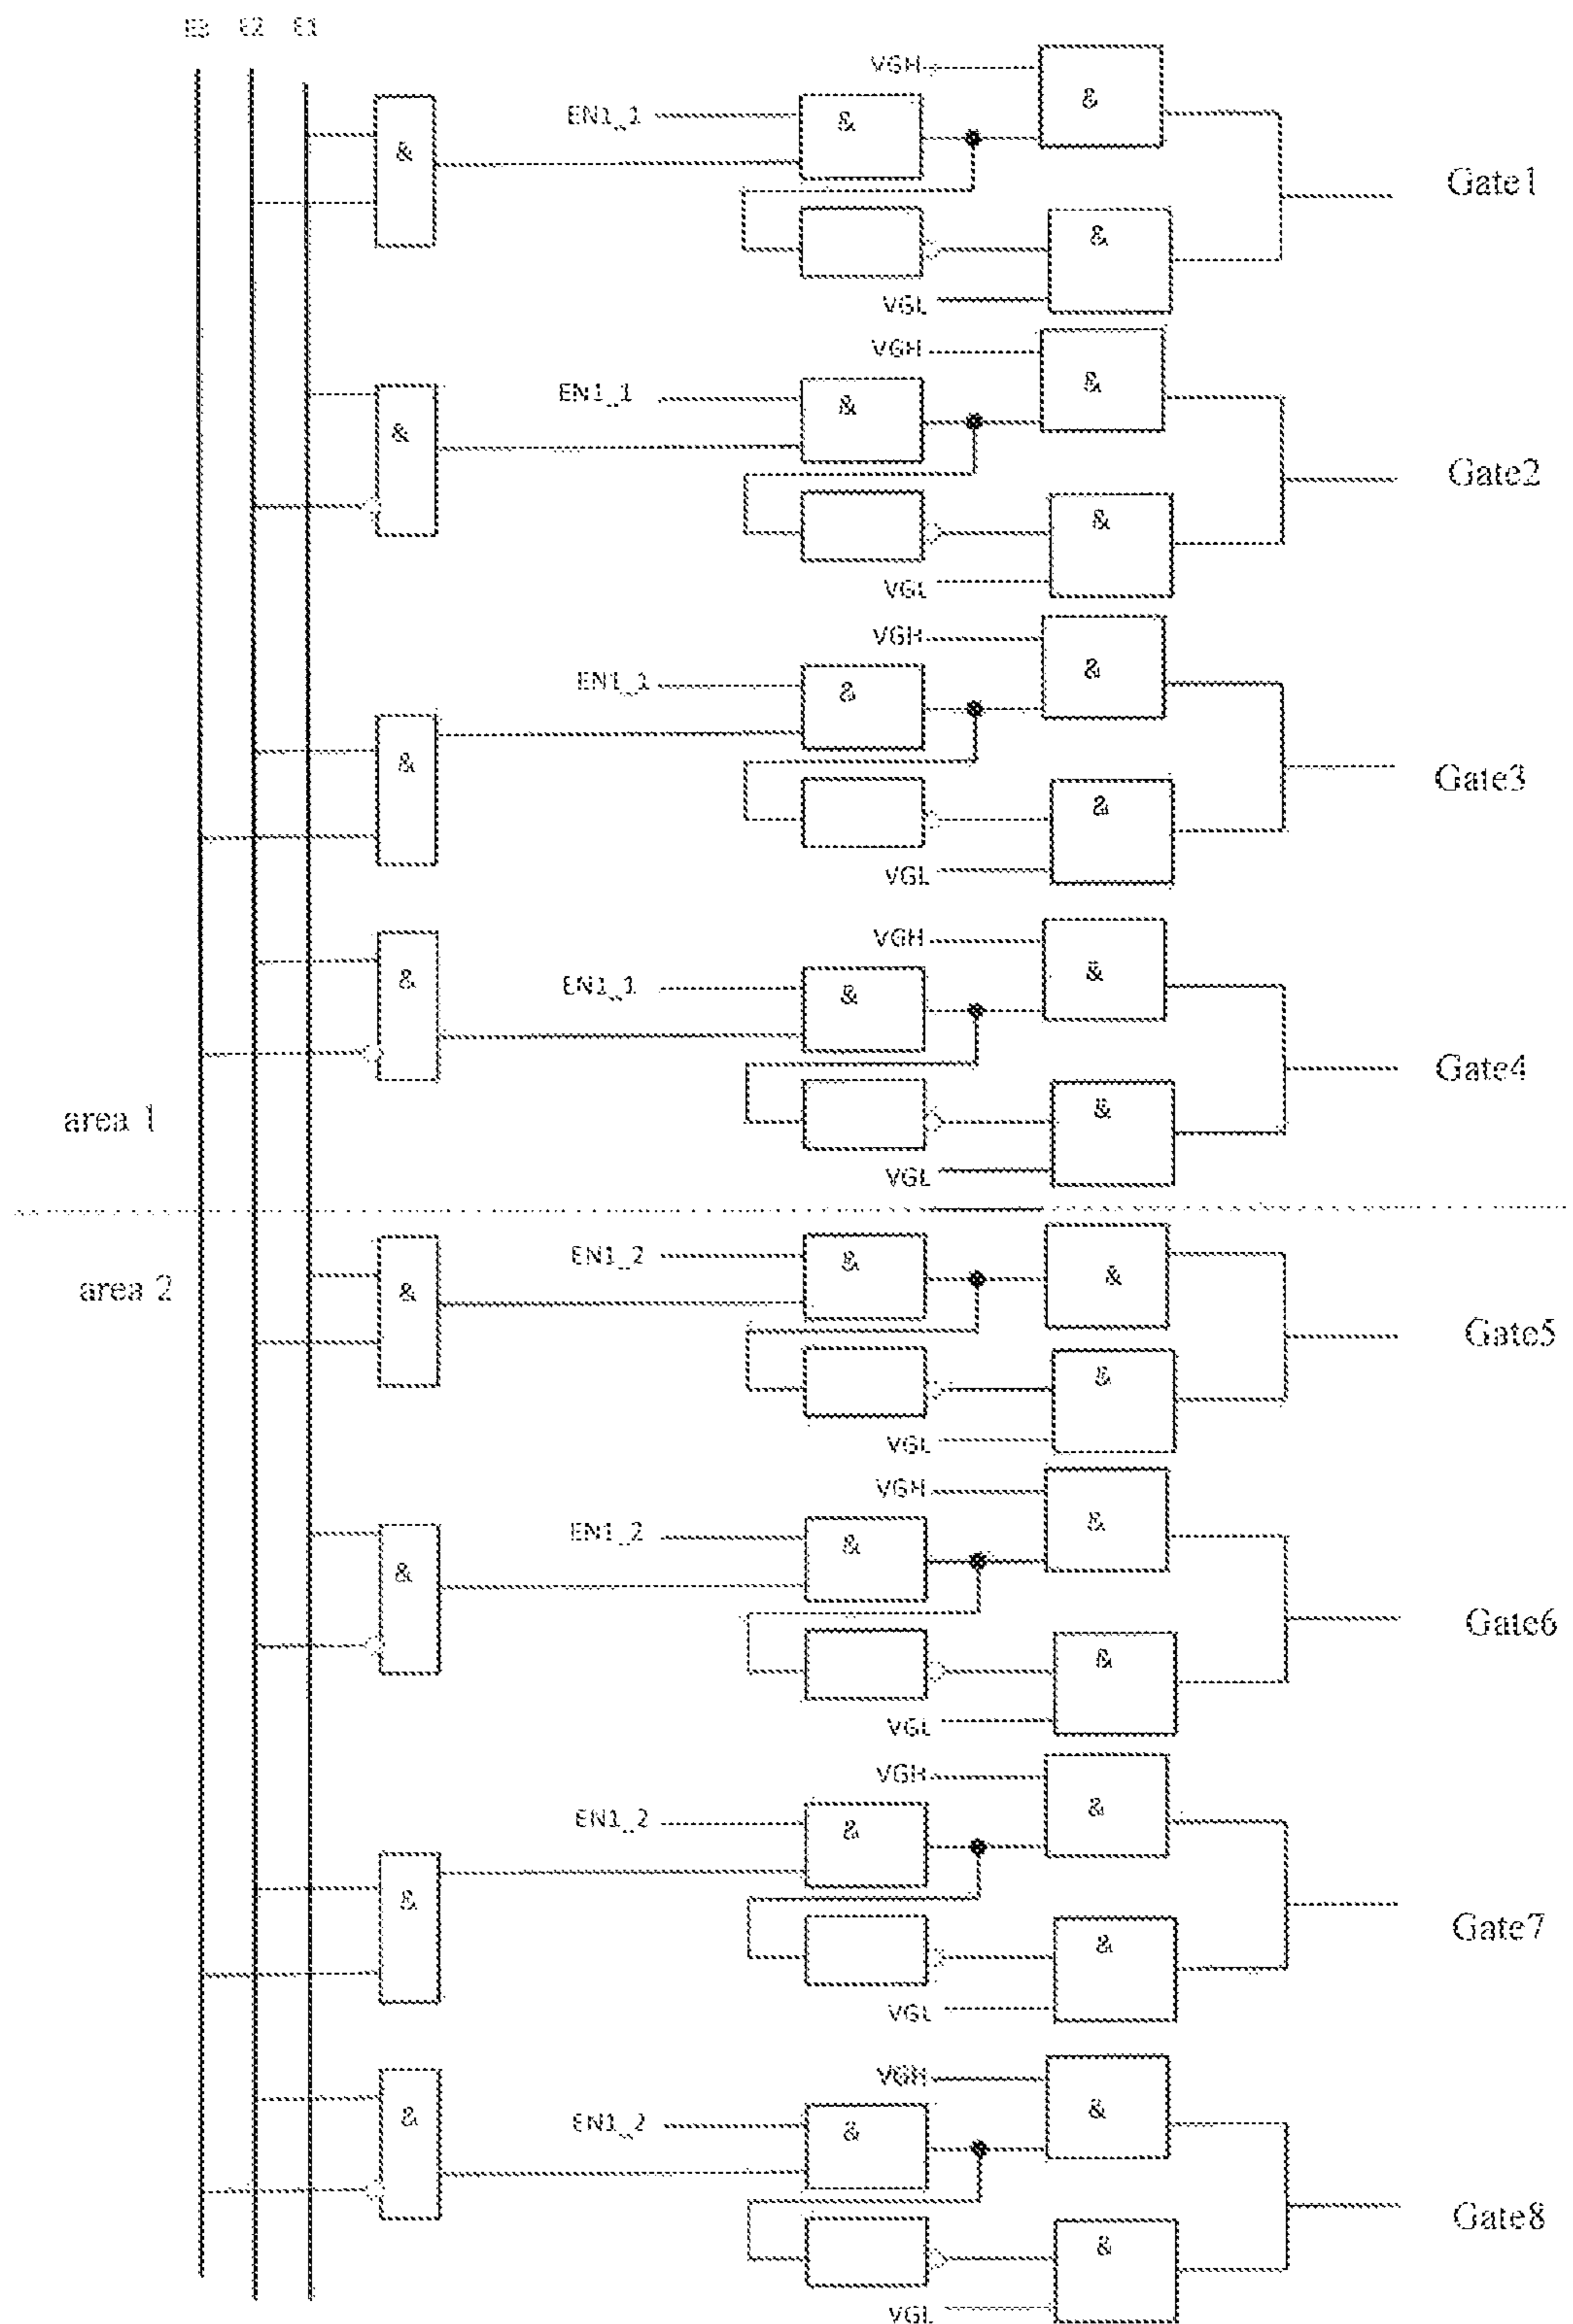 E3 E2 E1
VGH
&
EN1_1
&
&
Gate1
&
VGL
VGH
&
EN1_1
&
&
Gate2
&
VGL
VGH
&
EN1_1
&
&
Gate3
&
VGL
VGH
&
EN1_1
&
&
Gate4
&
area 1
VGL
EN1_2
&
&
&
area 2
Gate5
&
VGL
VGH
&
EN1_2
&
&
Gate6
&
VGL
VGH
&
EN1_2
&
&
Gate7
&
VGL
VGH
&
EN1_2
&
&
Gate8
&
VGL